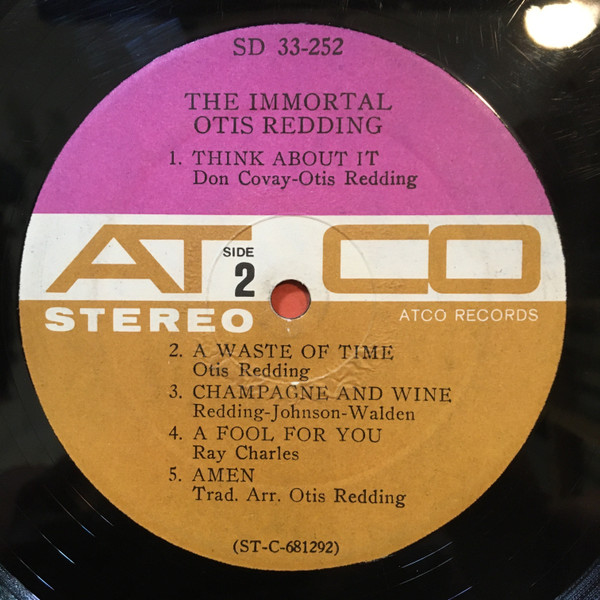 SD 33-252
THE IMMORTAL
OTIS REDDING
1. THINK ABOUT IT
Don Covay-Otis Redding
ATCO
SIDE
2
STEREO
ATCO RECORDS
2. A WASTE OF TIME
Otis Redding
3. CHAMPAGNE AND WINE
Redding-Johnson-Walden
4. A FOOL FOR YOU
Ray Charles
5. AMEN
Trad. Arr. Otis Redding
(ST-C-681292)